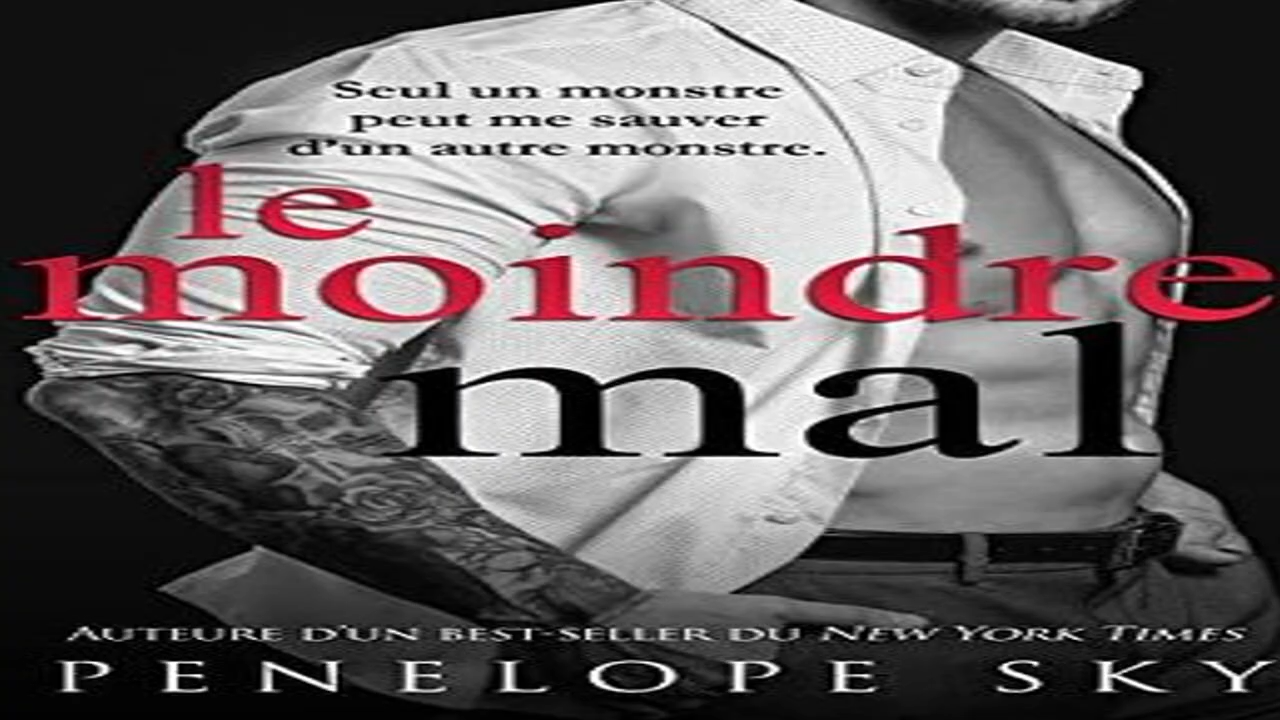 Seul un monstre
peut me sauver
d'un autre monstre.
le
moindre
mal
AUTEURE D'UN BEST-SELLER DU NEW YORK TIMES
PENELOPE SKY